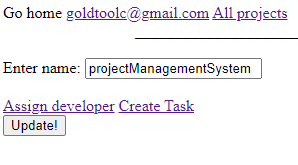 Go home goldtoolc@gmail.com All projects
Enter name: projectManagementSystem
Assign developer Create Task
Update!